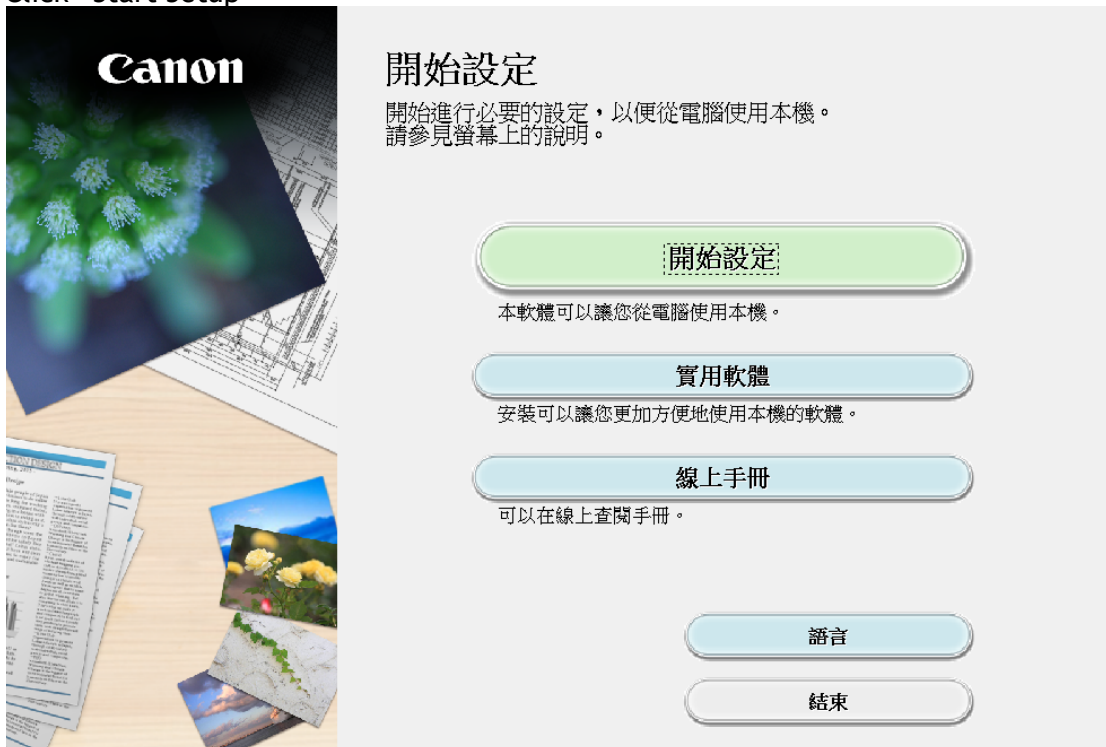 Click "Start Setup"
Canon
開始設定
開始進行必要的設定，以便從電腦使用本機。
請參見螢幕上的說明。
開始設定
本軟體可以讓您從電腦使用本機。
實用軟體
安裝可以讓您更加方便地使用本機的軟體。
線上手冊
可以在線上查閱手冊。
語言
結束